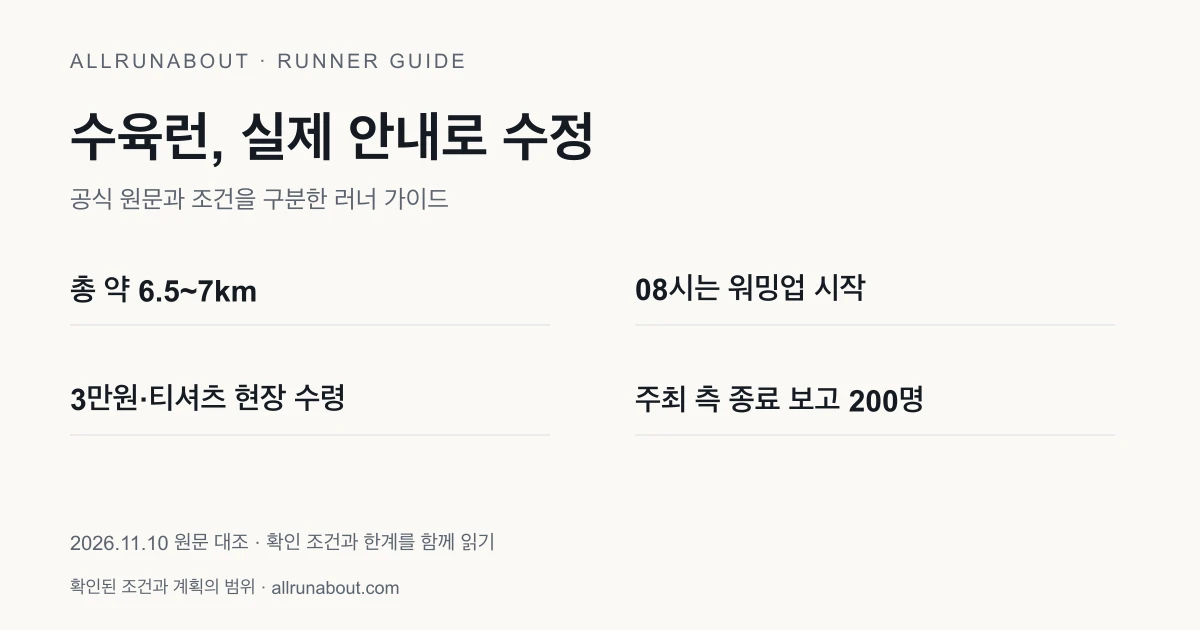 ALLRUNABOUT · RUNNER GUIDE
수육런, 실제 안내로 수정
공식 원문과 조건을 구분한 러너 가이드
총 약 6.5~7km
08시는 워밍업 시작
3만원·티셔츠 현장 수령
주최 측 종료 보고 200명
2026.11.10 원문 대조 · 확인 조건과 한계를 함께 읽기
확인된 조건과 계획의 범위 · allrunabout.com